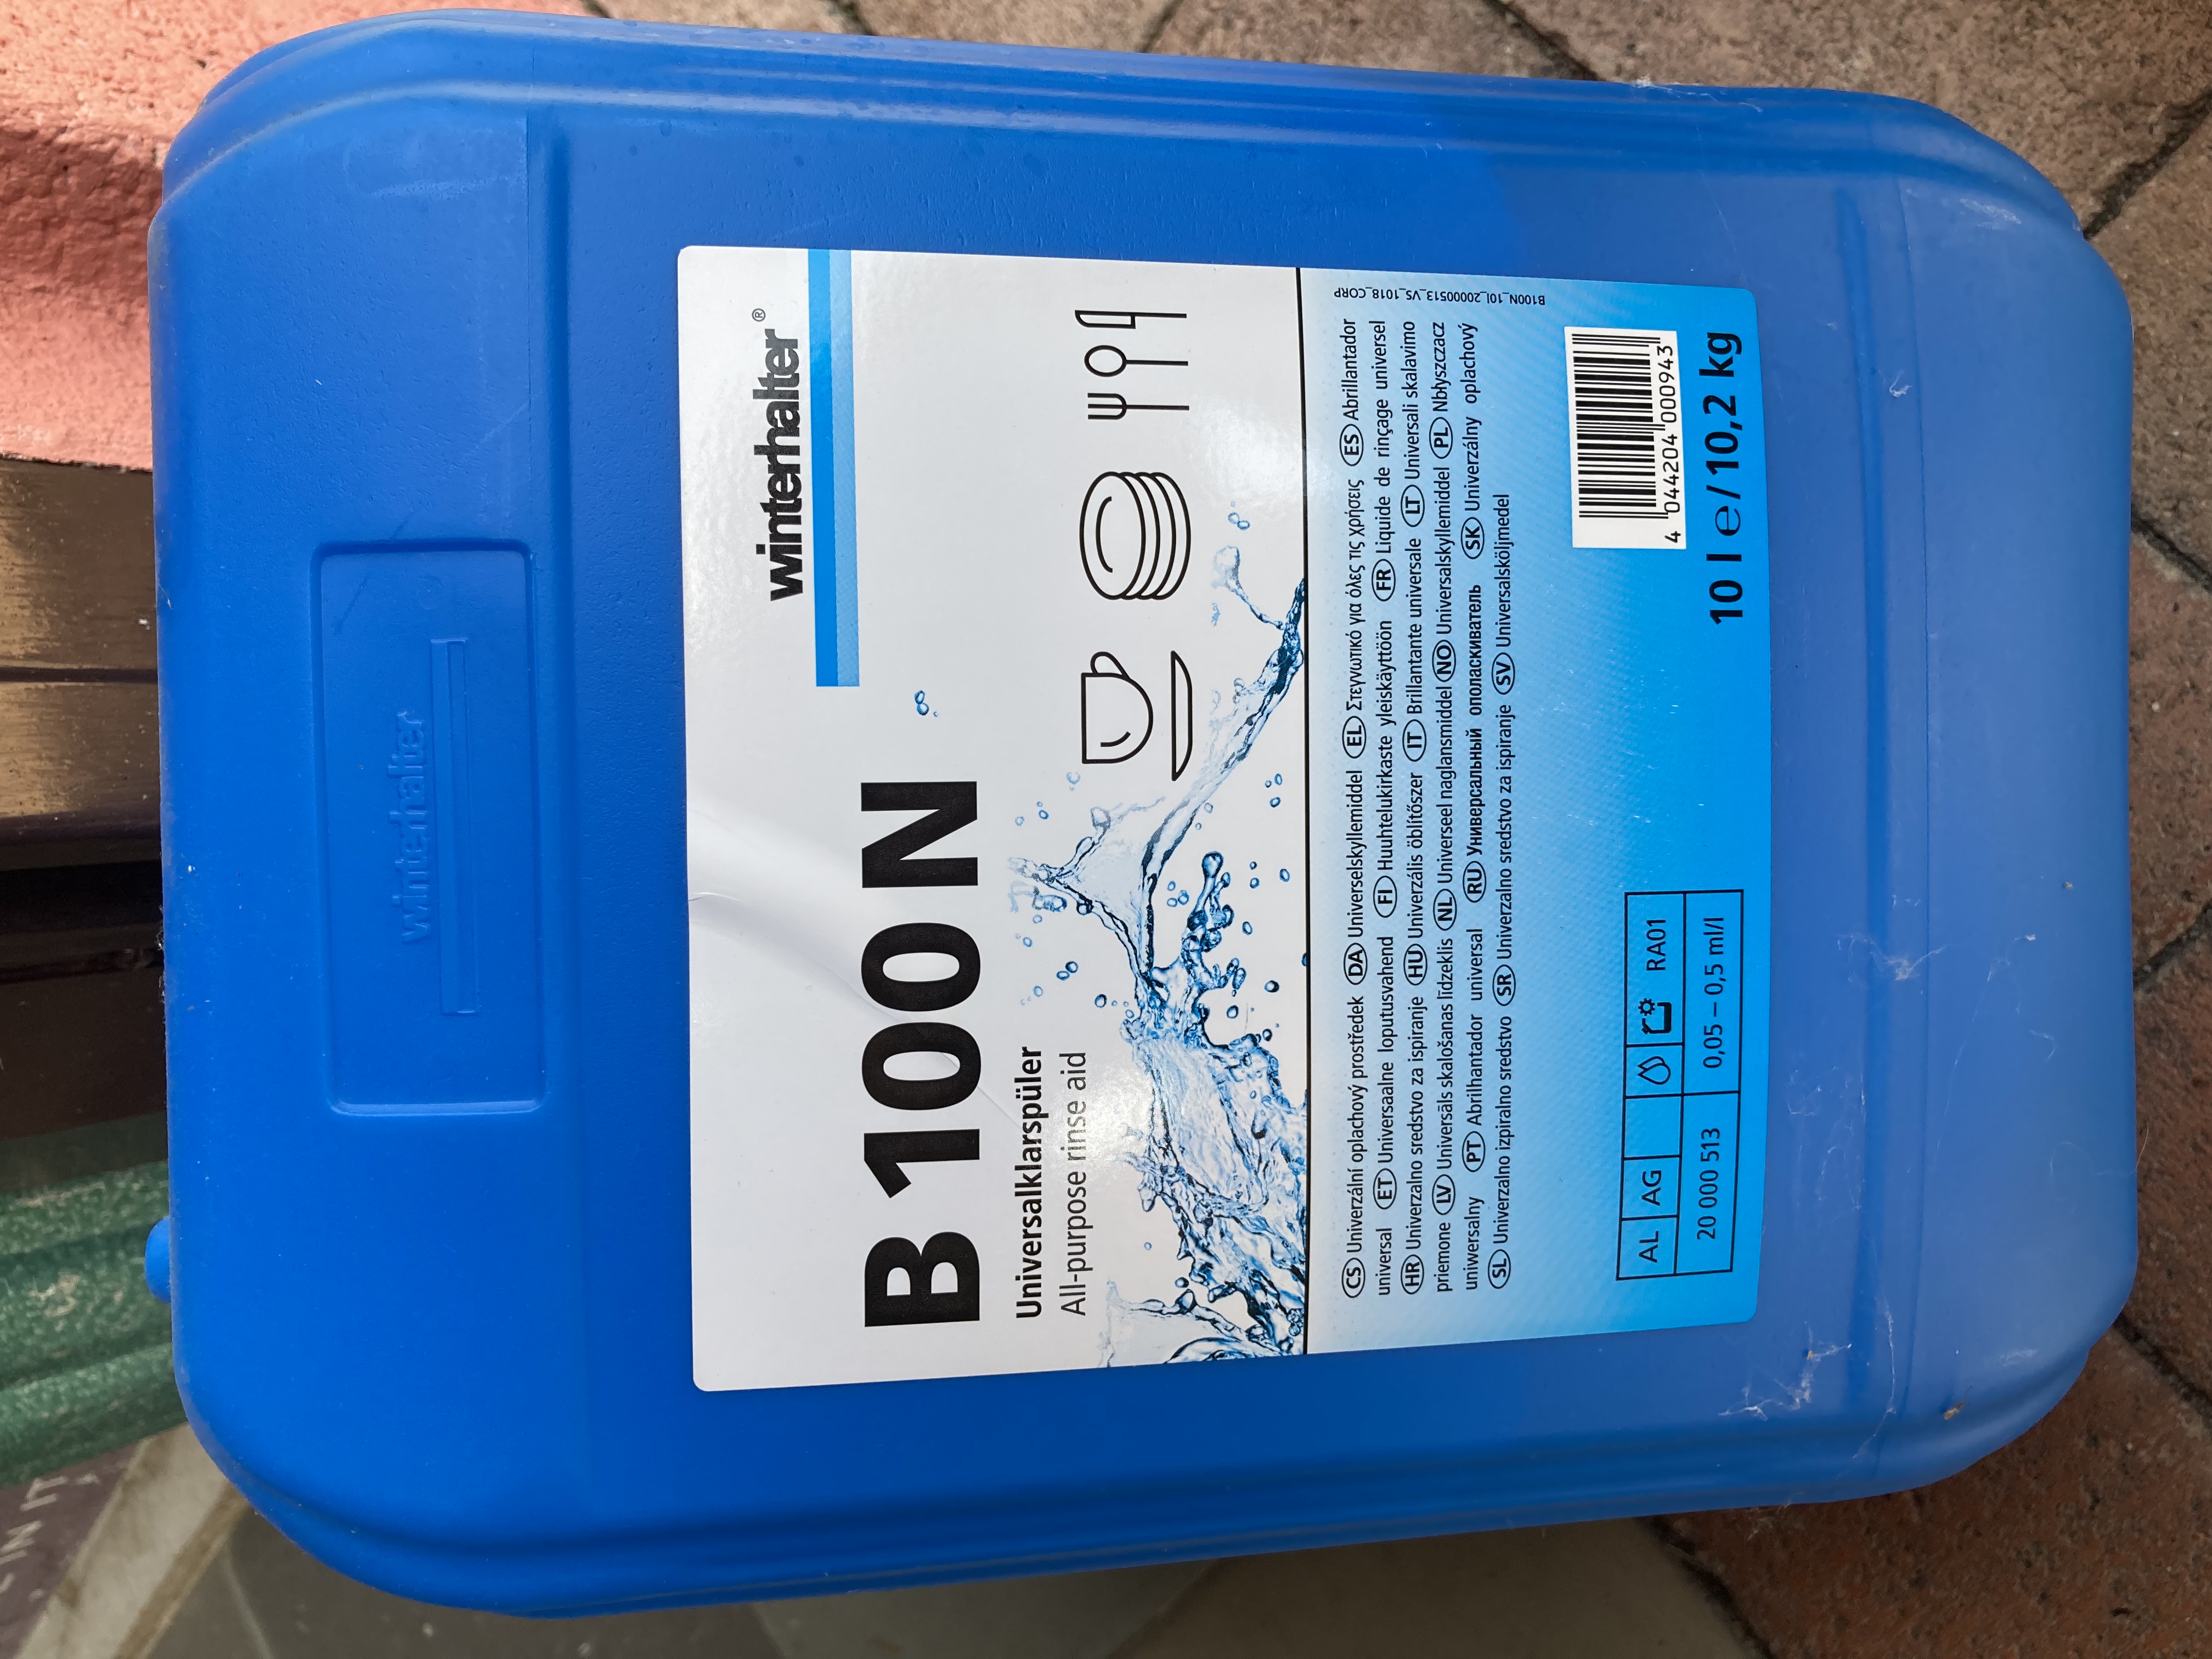 winterhalter
winterhalter®
B 100 N
Universalklarspüler
All-purpose rinse aid
CS Univerzální oplachový prostředek DA Universelskyllemiddel EL Στεγνωτικό για όλες τις χρήσεις ES Abrillantador
universal ET Universaalne loputusvahend FI Huuhtelukirkaste yleiskäyttöön FR Liquide de rinçage universel
HR Univerzalno sredstvo za ispiranje HU Univerzális öblítőszer IT Brillantante universale LT Universali skalavimo
priemonė LV Universāls skalošanas līdzeklis NL Universeel naglansmiddel NO Universalskyllemiddel PL Nbłyszczacz
uniwersalny PT Abrilhantador universal RU Универсальный ополаскиватель SK Univerzálny oplachový
SL Univerzalno izpiralno sredstvo SR Univerzalno sredstvo za ispiranje SV Universalsköljmedel
B100N_10l_20000513_VS_1018_CORP
4 044204 000943
AL AG RA01
20 000 513 0,05 – 0,5 ml/l
10 l e / 10,2 kg